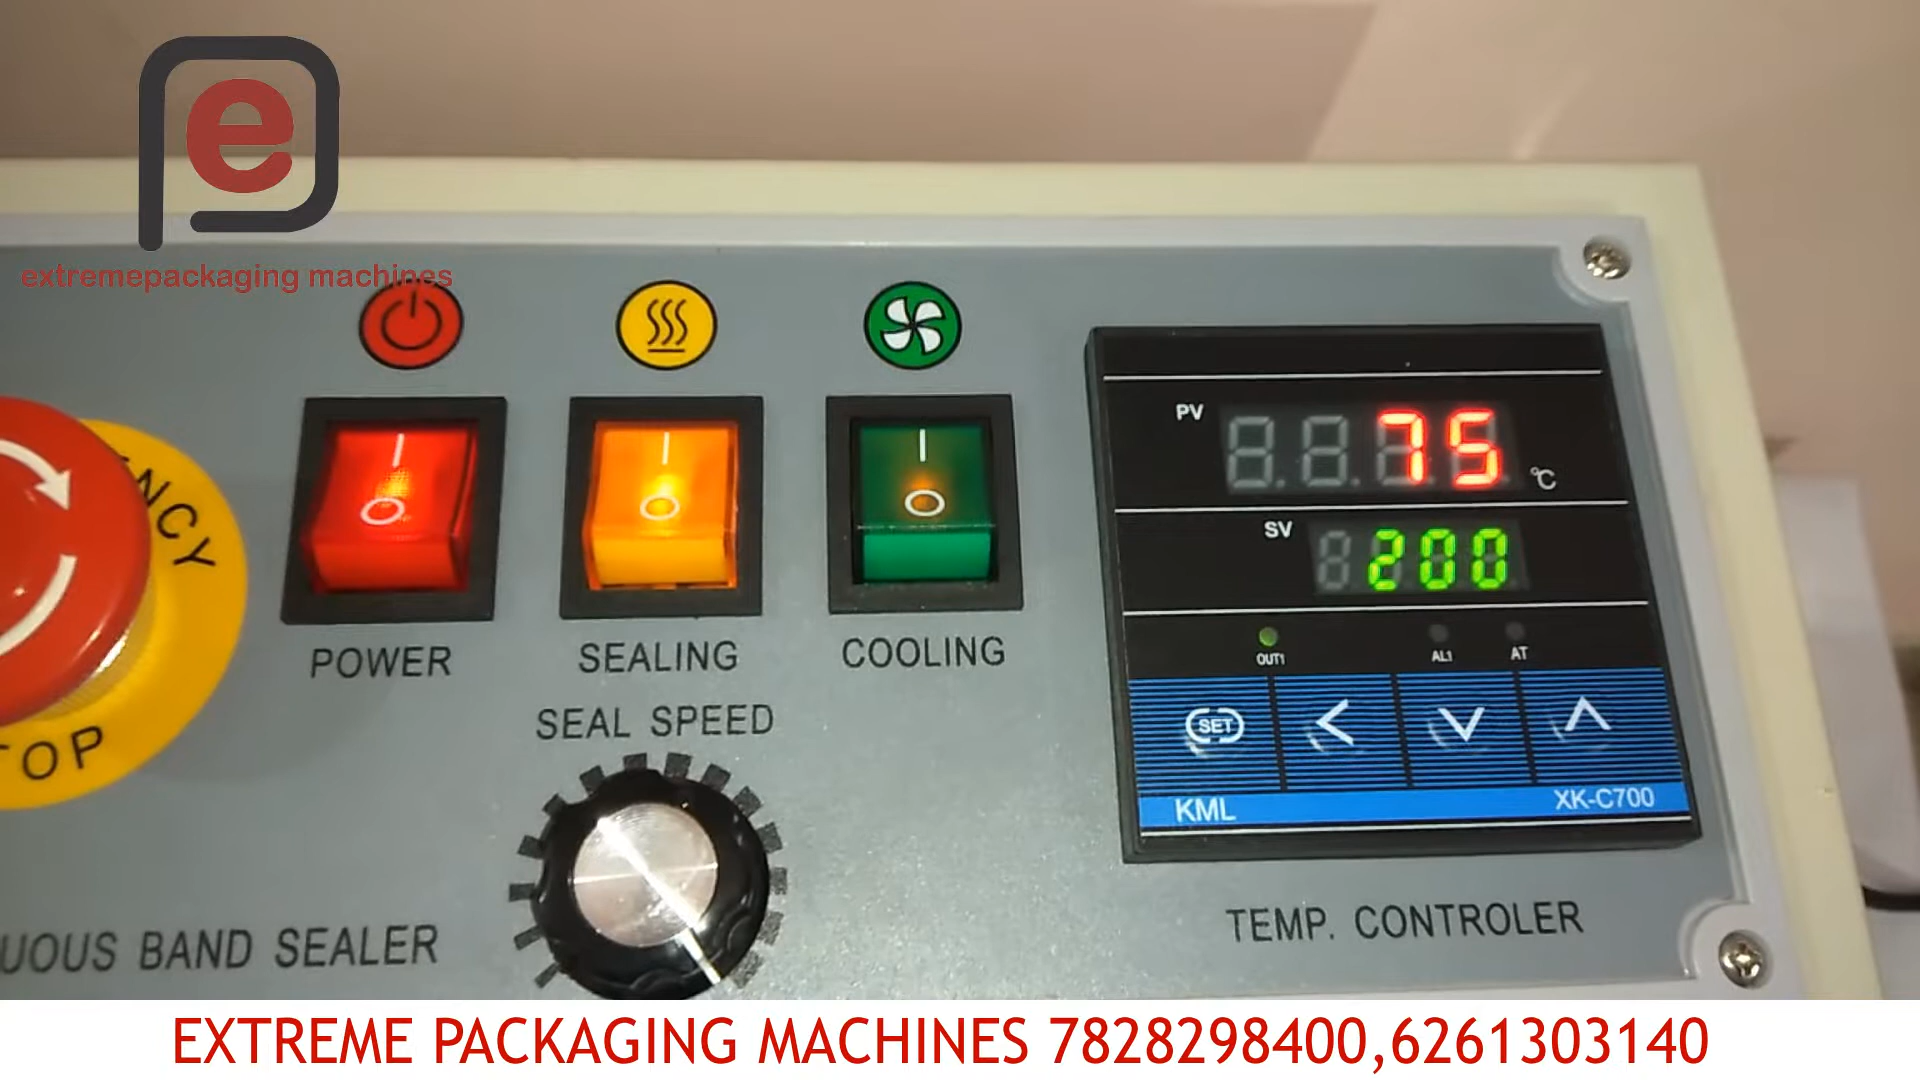 e
extremepackaging machines
ENCY
TOP
POWER
SEALING
COOLING
SEAL SPEED
UOUS BAND SEALER
PV 75 °C
SV 200
OUT1 AL1 AT
SET
KML XK-C700
TEMP. CONTROLER
EXTREME PACKAGING MACHINES 7828298400,6261303140